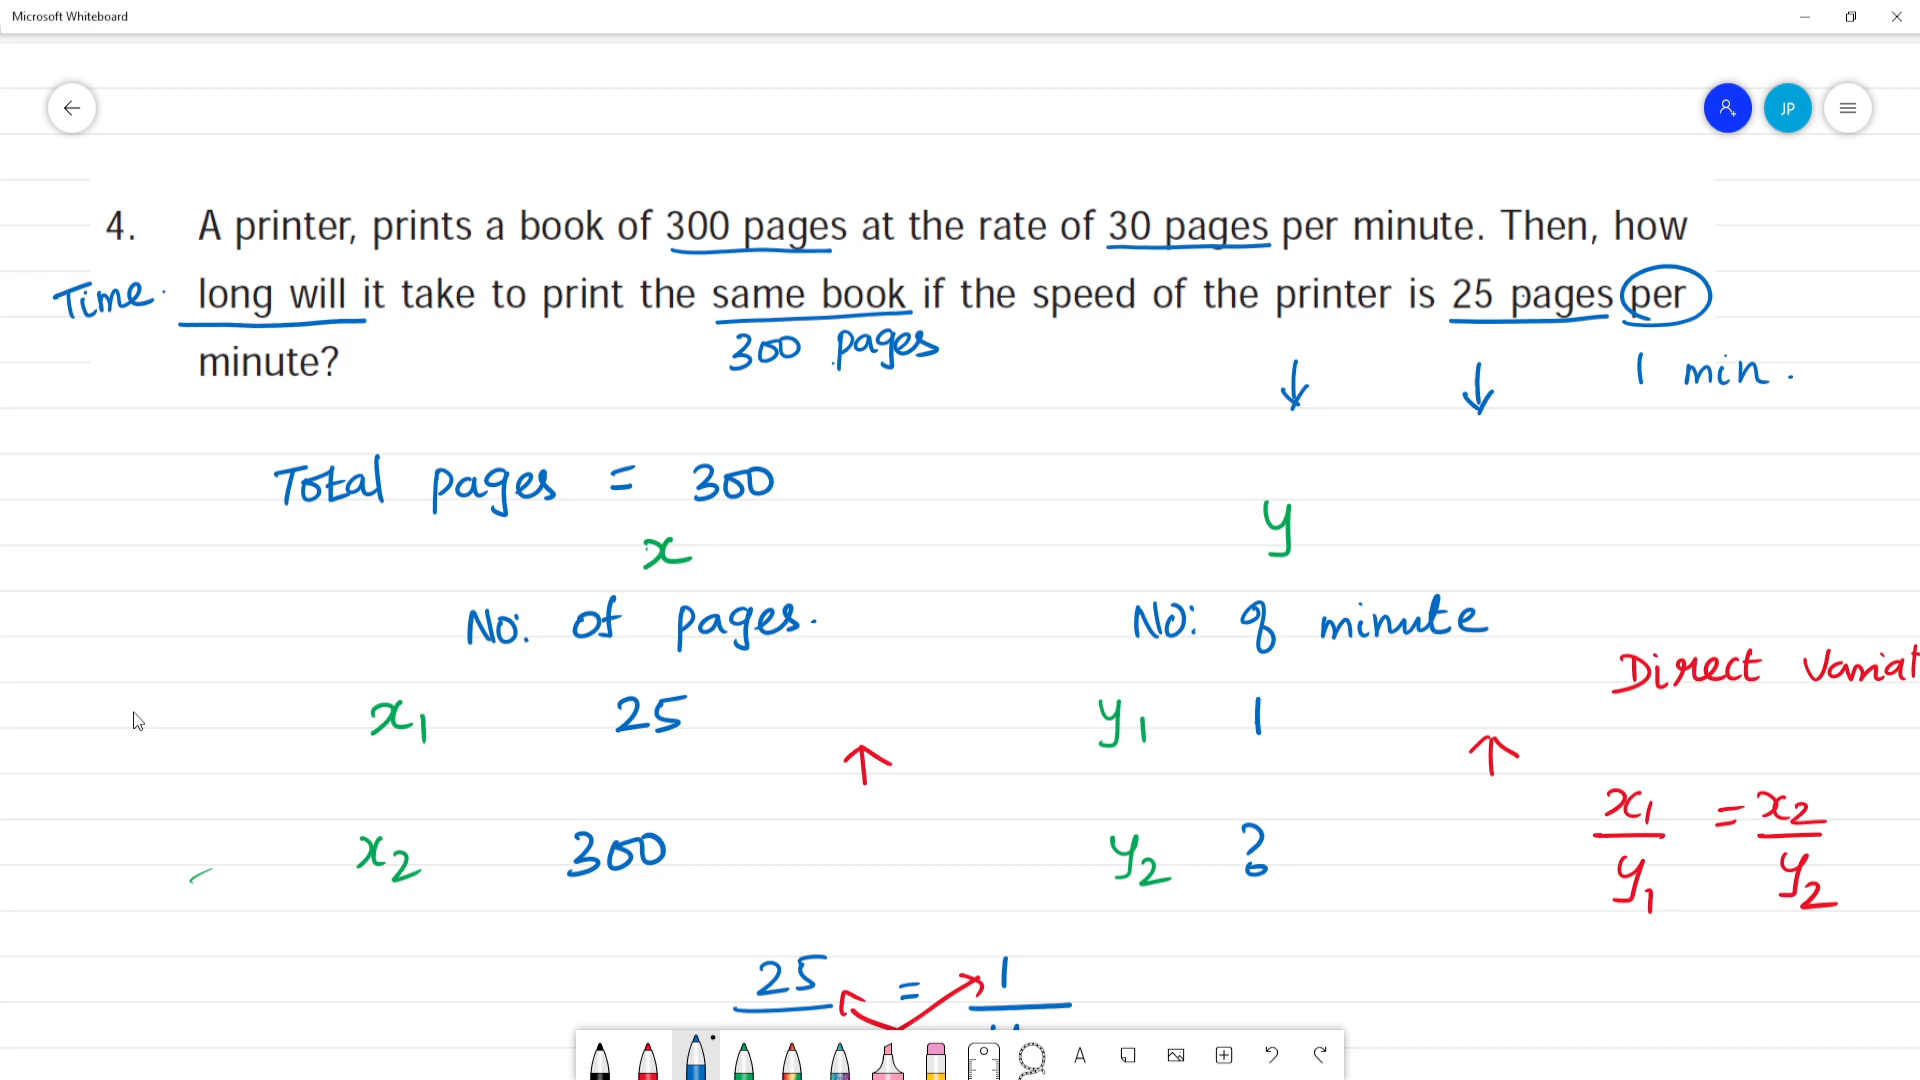 Microsoft Whiteboard
JP
4. A printer, prints a book of 300 pages at the rate of 30 pages per minute. Then, how
Time. long will it take to print the same book if the speed of the printer is 25 pages per
minute? 300 pages 1 min.
Total pages = 300
x y
No: of pages. No: of minute
Direct Variat
x1 25 y1 1
x1/y1 = x2/y2
x2 300 y2 ?
25 = 1
A